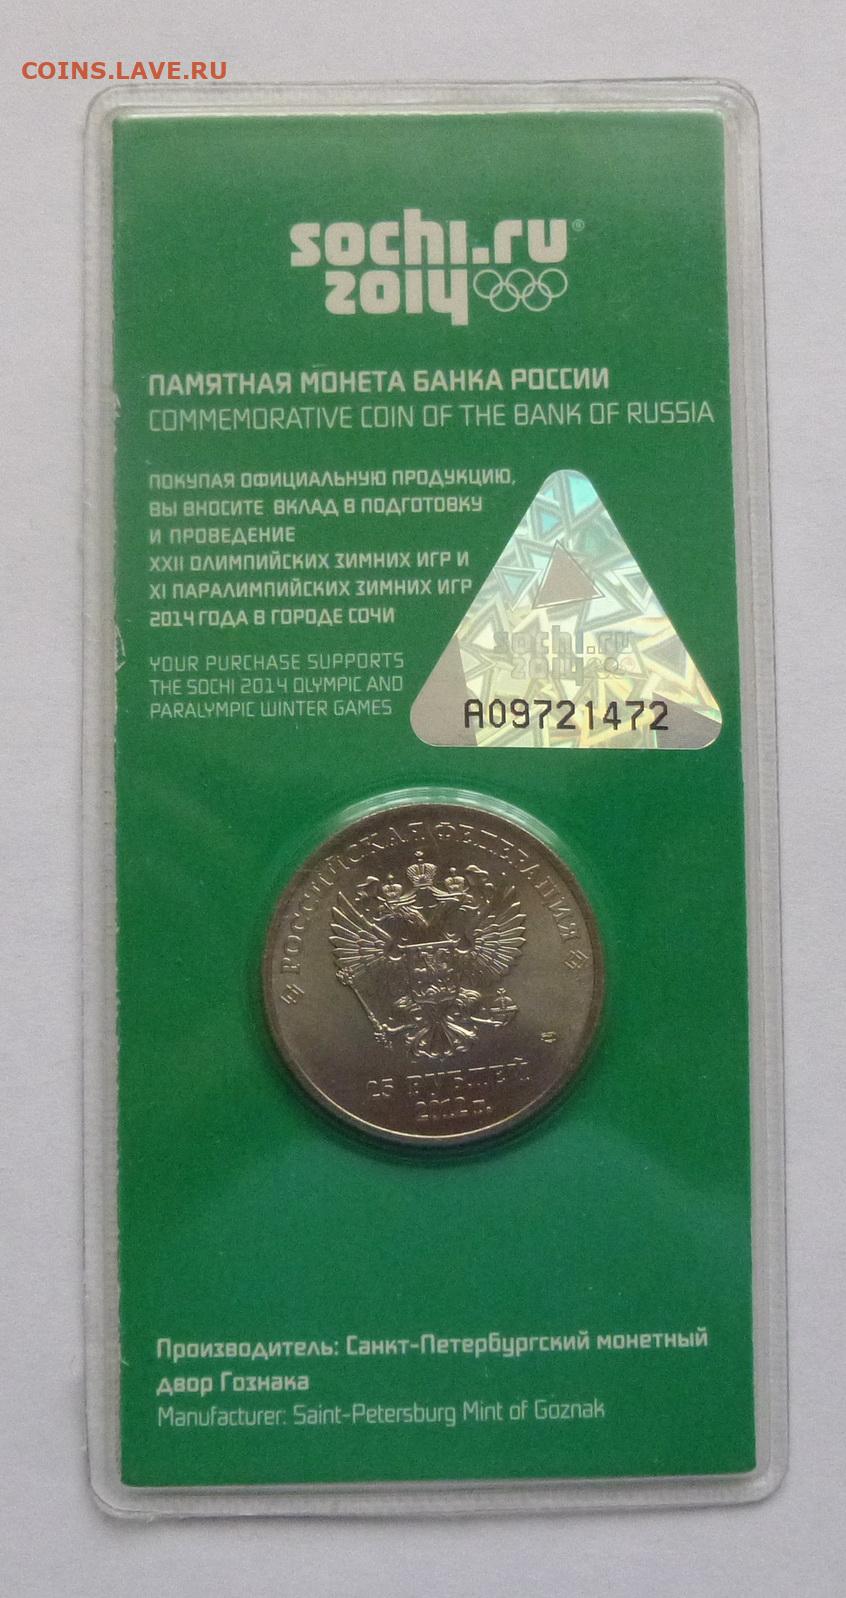 COINS.LAVE.RU
sochi.ru®
2014
ПАМЯТНАЯ МОНЕТА БАНКА РОССИИ
COMMEMORATIVE COIN OF THE BANK OF RUSSIA
ПОКУПАЯ ОФИЦИАЛЬНУЮ ПРОДУКЦИЮ,
ВЫ ВНОСИТЕ ВКЛАД В ПОДГОТОВКУ
И ПРОВЕДЕНИЕ
XXII ОЛИМПИЙСКИХ ЗИМНИХ ИГР И
XI ПАРАЛИМПИЙСКИХ ЗИМНИХ ИГР
2014 ГОДА В ГОРОДЕ СОЧИ
YOUR PURCHASE SUPPORTS
THE SOCHI 2014 OLYMPIC AND
PARALYMPIC WINTER GAMES
sochi.ru
2014
A09721472
РОССИЙСКАЯ ФЕДЕРАЦИЯ
25 РУБЛЕЙ
2012 г.
Производитель: Санкт-Петербургский монетный
двор Гознака
Manufacturer: Saint-Petersburg Mint of Goznak